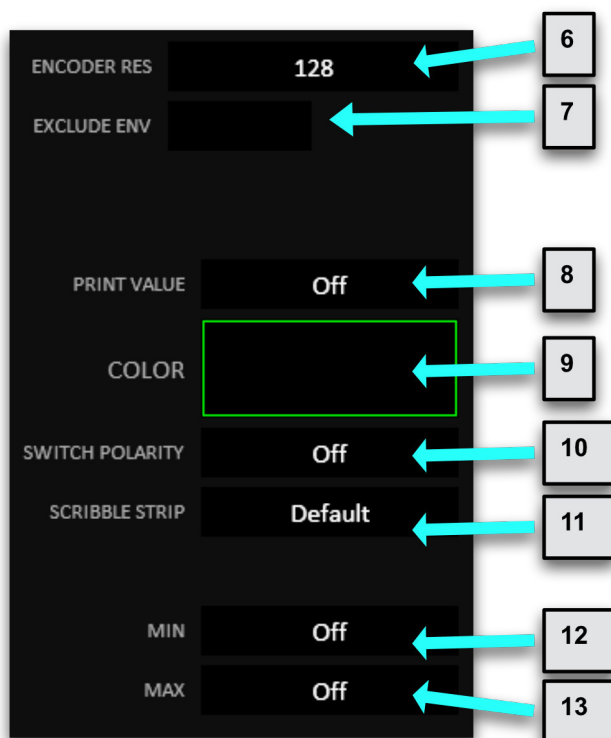 ENCODER RES 128 6
EXCLUDE ENV 7
PRINT VALUE Off 8
COLOR 9
SWITCH POLARITY Off 10
SCRIBBLE STRIP Default 11
MIN Off 12
MAX Off 13